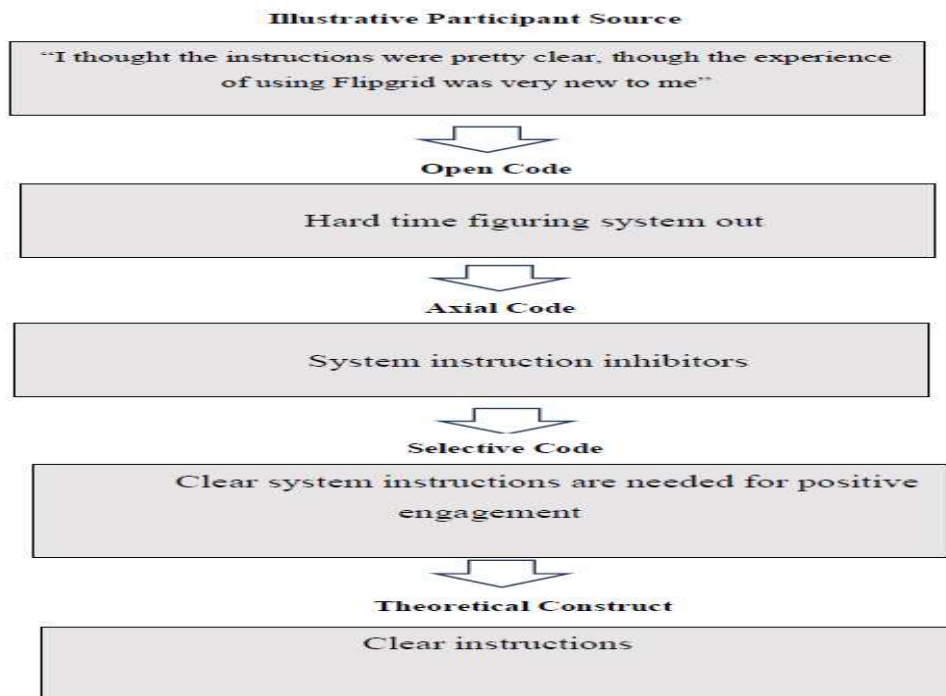 Illustrative Participant Source
“I thought the instructions were pretty clear, though the experience
of using Flipgrid was very new to me”
Open Code
Hard time figuring system out
Axial Code
System instruction inhibitors
Selective Code
Clear system instructions are needed for positive
engagement
Theoretical Construct
Clear instructions